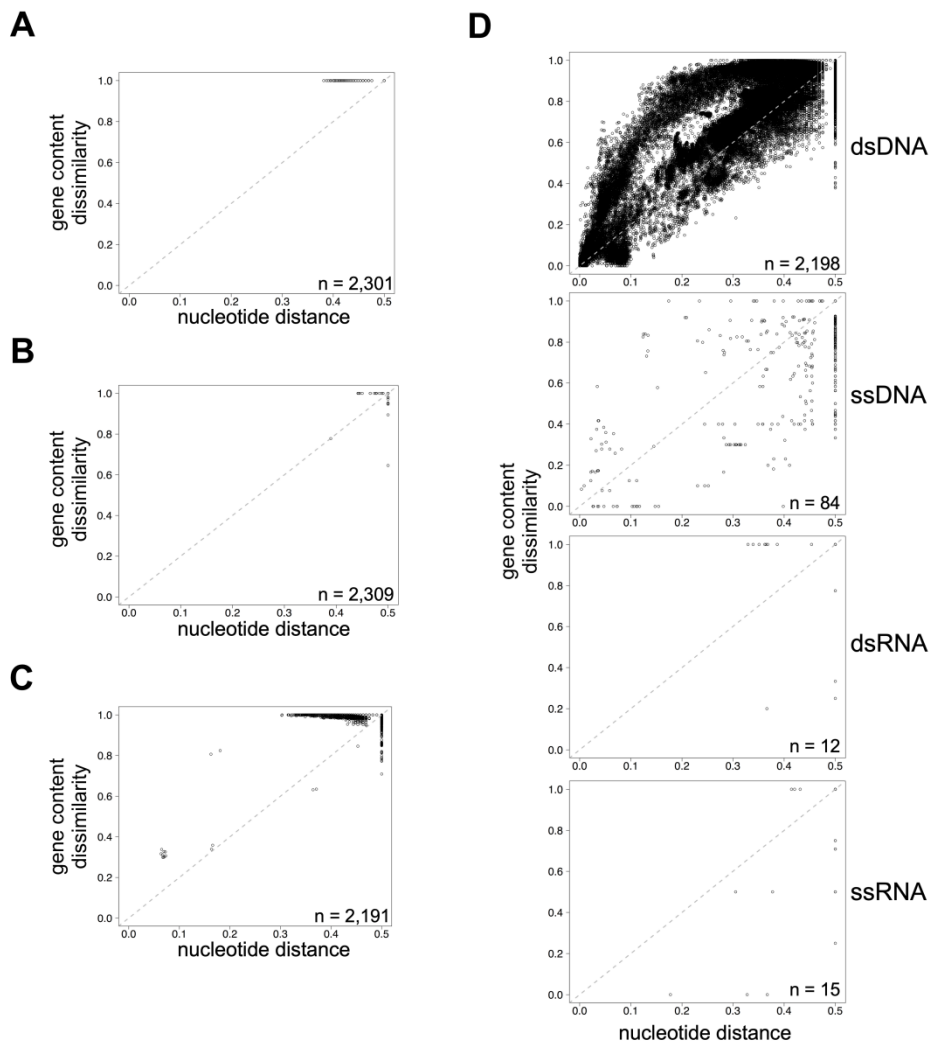 A
gene content
dissimilarity
1.0
0.8
0.6
0.4
0.2
0.0
n = 2,301
0.0 0.1 0.2 0.3 0.4 0.5
nucleotide distance
B
gene content
dissimilarity
1.0
0.8
0.6
0.4
0.2
0.0
n = 2,309
0.0 0.1 0.2 0.3 0.4 0.5
nucleotide distance
C
gene content
dissimilarity
1.0
0.8
0.6
0.4
0.2
0.0
n = 2,191
0.0 0.1 0.2 0.3 0.4 0.5
nucleotide distance
D
gene content
dissimilarity
1.0
0.8
0.6
0.4
0.2
0.0
n = 2,198
0.0 0.1 0.2 0.3 0.4 0.5
dsDNA
1.0
0.8
0.6
0.4
0.2
0.0
n = 84
0.0 0.1 0.2 0.3 0.4 0.5
ssDNA
1.0
0.8
0.6
0.4
0.2
0.0
n = 12
0.0 0.1 0.2 0.3 0.4 0.5
dsRNA
1.0
0.8
0.6
0.4
0.2
0.0
n = 15
0.0 0.1 0.2 0.3 0.4 0.5
ssRNA
nucleotide distance